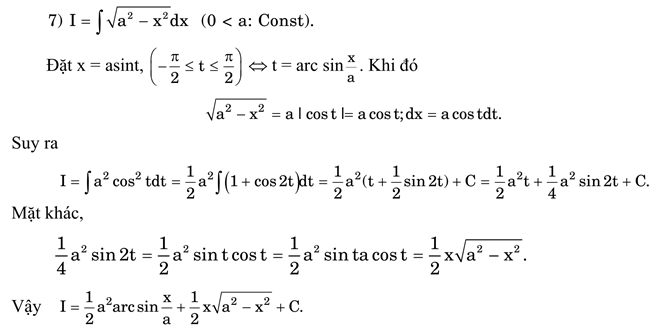 7) I = ∫√(a² − x²)dx (0 < a: Const).
Đặt x = asint, (−π/2 ≤ t ≤ π/2) ⇔ t = arc sin x/a. Khi đó
√(a² − x²) = a | cos t |= a cos t; dx = a cos tdt.
Suy ra
I = ∫a² cos² tdt = 1/2 a² ∫(1 + cos 2t)dt = 1/2 a²(t + 1/2 sin 2t) + C = 1/2 a²t + 1/4 a² sin 2t + C.
Mặt khác,
1/4 a² sin 2t = 1/2 a² sin t cos t = 1/2 a² sin ta cos t = 1/2 x√(a² − x²).
Vậy I = 1/2 a²arc sin x/a + 1/2 x√(a² − x²) + C.